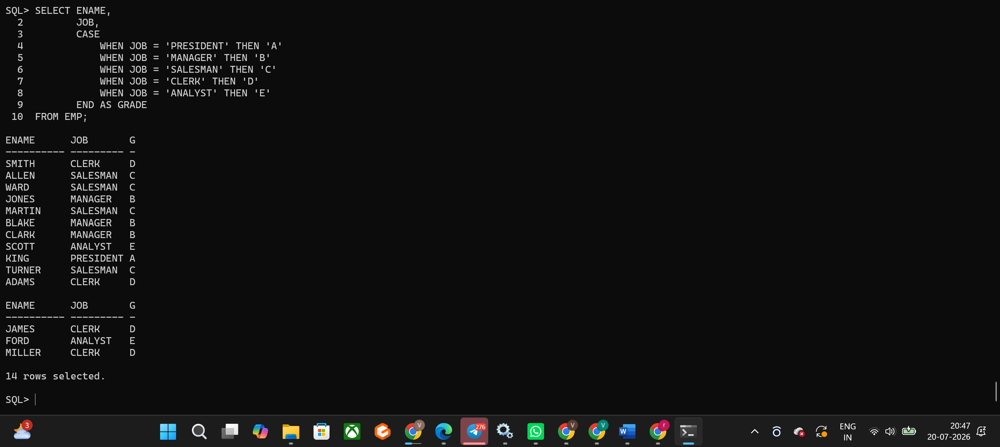 SQL> SELECT ENAME,
  2         JOB,
  3         CASE
  4             WHEN JOB = 'PRESIDENT' THEN 'A'
  5             WHEN JOB = 'MANAGER' THEN 'B'
  6             WHEN JOB = 'SALESMAN' THEN 'C'
  7             WHEN JOB = 'CLERK' THEN 'D'
  8             WHEN JOB = 'ANALYST' THEN 'E'
  9         END AS GRADE
 10  FROM EMP;
ENAME      JOB       G
---------- --------- -
SMITH      CLERK     D
ALLEN      SALESMAN  C
WARD       SALESMAN  C
JONES      MANAGER   B
MARTIN     SALESMAN  C
BLAKE      MANAGER   B
CLARK      MANAGER   B
SCOTT      ANALYST   E
KING       PRESIDENT A
TURNER     SALESMAN  C
ADAMS      CLERK     D
ENAME      JOB       G
---------- --------- -
JAMES      CLERK     D
FORD       ANALYST   E
MILLER     CLERK     D
14 rows selected.
SQL>
3
V
276
V
V
W
r
ENG
IN
20:47
20-07-2026